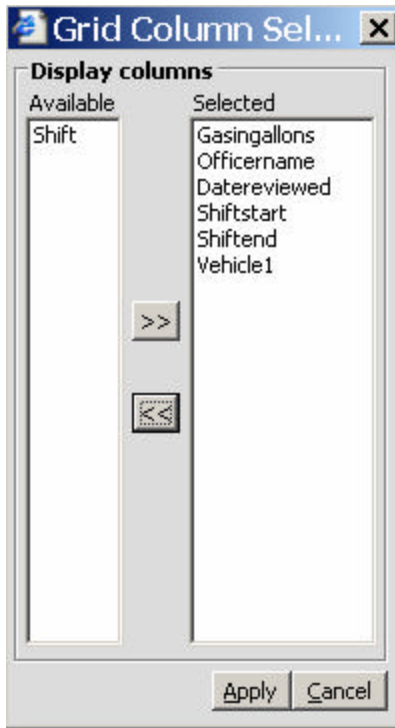 Grid Column Sel...
Display columns
Available
Selected
Shift
Gasingallons
Officername
Datereviewed
Shiftstart
Shiftend
Vehicle1
>>
<<
Apply
Cancel